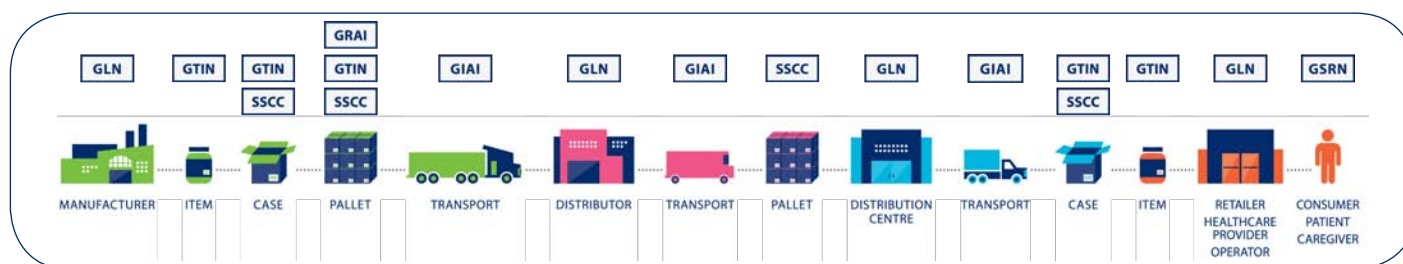 GRAI
GLN GTIN GTIN GTIN GIAI GLN GIAI SSCC GLN GIAI GTIN GTIN GLN GSRN
SSCC SSCC SSCC
MANUFACTURER ITEM CASE PALLET TRANSPORT DISTRIBUTOR TRANSPORT PALLET DISTRIBUTION TRANSPORT CASE ITEM RETAILER CONSUMER
CENTRE HEALTHCARE PATIENT
PROVIDER CAREGIVER
OPERATOR